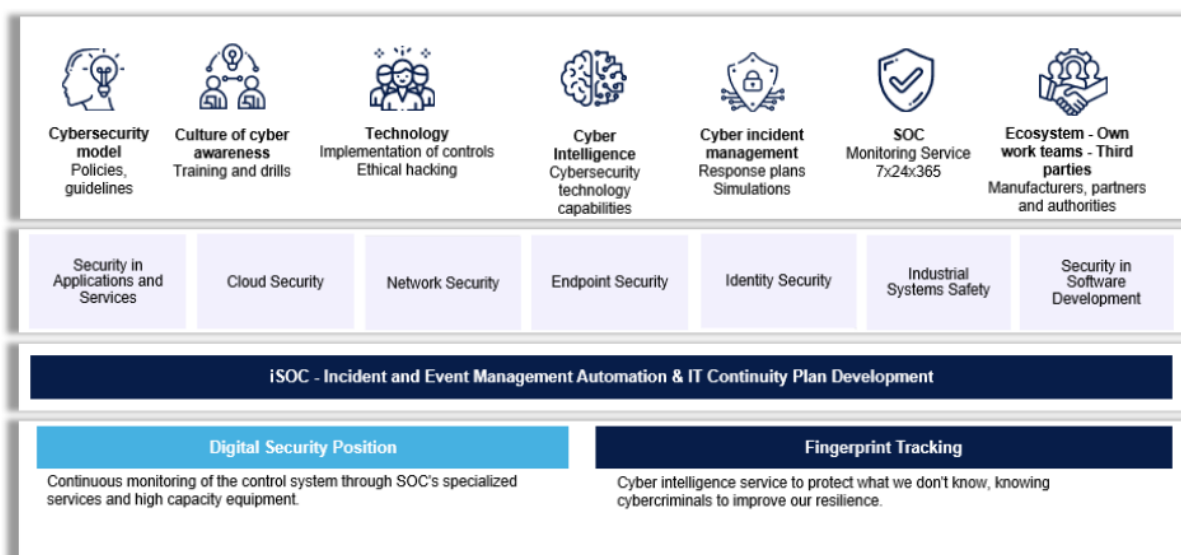 Cybersecurity
model
Policies,
guidelines
Culture of cyber
awareness
Training and drills
Technology
Implementation of controls
Ethical hacking
Cyber
Intelligence
Cybersecurity
technology
capabilities
Cyber incident
management
Response plans
Simulations
SOC
Monitoring Service
7x24x365
Ecosystem - Own
work teams - Third
parties
Manufacturers, partners
and authorities
Security in
Applications and
Services
Cloud Security
Network Security
Endpoint Security
Identity Security
Industrial
Systems Safety
Security in
Software
Development
iSOC - Incident and Event Management Automation & IT Continuity Plan Development
Digital Security Position
Continuous monitoring of the control system through SOC's specialized
services and high capacity equipment.
Fingerprint Tracking
Cyber intelligence service to protect what we don't know, knowing
cybercriminals to improve our resilience.